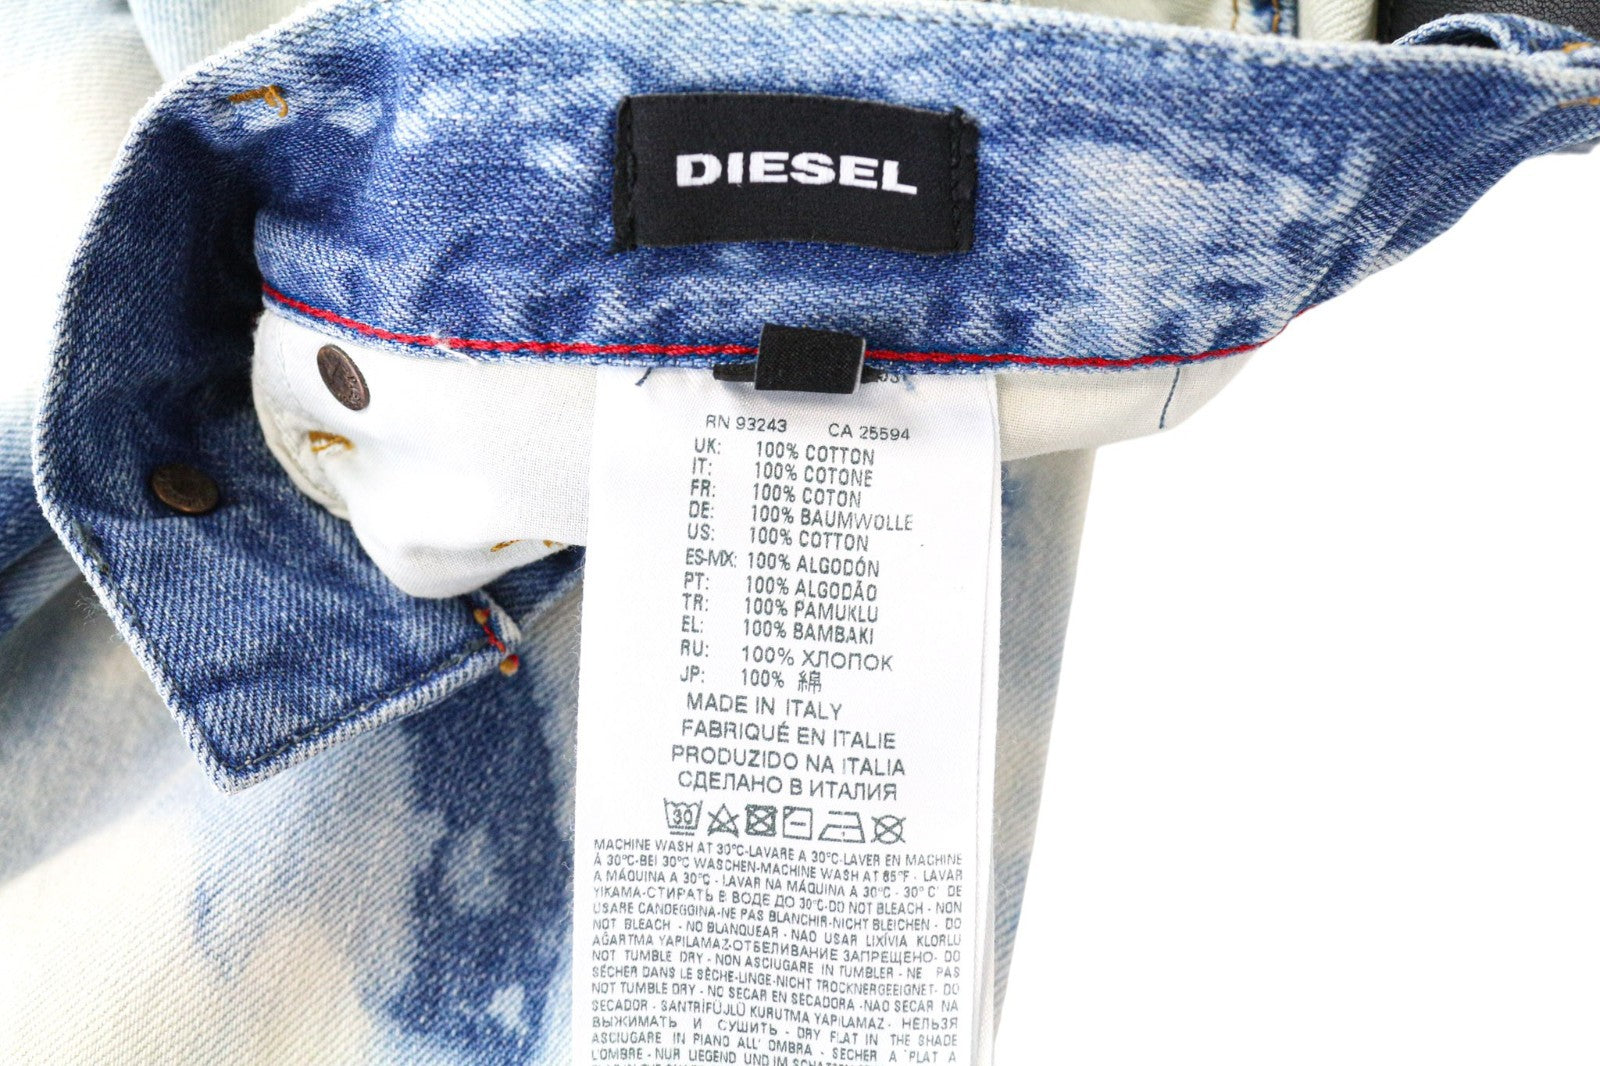 DIESEL
RN 93243 CA 25594
UK: 100% COTTON
IT: 100% COTONE
FR: 100% COTON
DE: 100% BAUMWOLLE
US: 100% COTTON
ES-MX: 100% ALGODÓN
PT: 100% ALGODÃO
TR: 100% PAMUKLU
EL: 100% BAMBAKI
RU: 100% ХЛОПОК
JP: 100% 綿
MADE IN ITALY
FABRIQUÉ EN ITALIE
PRODUZIDO NA ITALIA
СДЕЛАНО В ИТАЛИЯ
30
MACHINE WASH AT 30°C-LAVARE A 30°C-LAVER EN MACHINE
À 30°C-BEI 30°C WASCHEN-MACHINE WASH AT 85°F - LAVAR
A MÁQUINA A 30°C - LAVAR NA MÁQUINA A 30°C - 30° C' DE
YIKAMA-СТИРАТЬ В ВОДЕ ДО 30°C-DO NOT BLEACH - NON
USARE CANDEGGINA-NE PAS BLANCHIR-NICHT BLEICHEN - DO
NOT BLEACH - NO BLANQUEAR - NAO USAR LIXÍVIA KLORLU
AĞARTMA YAPILAMAZ-ОТБЕЛИВАНИЕ ЗАПРЕЩЕНО- DO
NOT TUMBLE DRY - NON ASCIUGARE IN TUMBLER - NE PAS
SÉCHER DANS LE SÈCHE-LINGE-NICHT TROCKNERGEEIGNET- DO
NOT TUMBLE DRY - NO SECAR EN SECADORA - NAO SECAR NA
SECADOR - SANTRİFÜJLÜ KURUTMA YAPILAMAZ - НЕЛЬЗЯ
ВЫЖИМАТЬ И СУШИТЬ - DRY FLAT IN THE SHADE
ASCIUGARE IN PIANO ALL' OMBRA - SECHER A `PLAT A
L'OMBRE - NUR LIEGEND UND IM